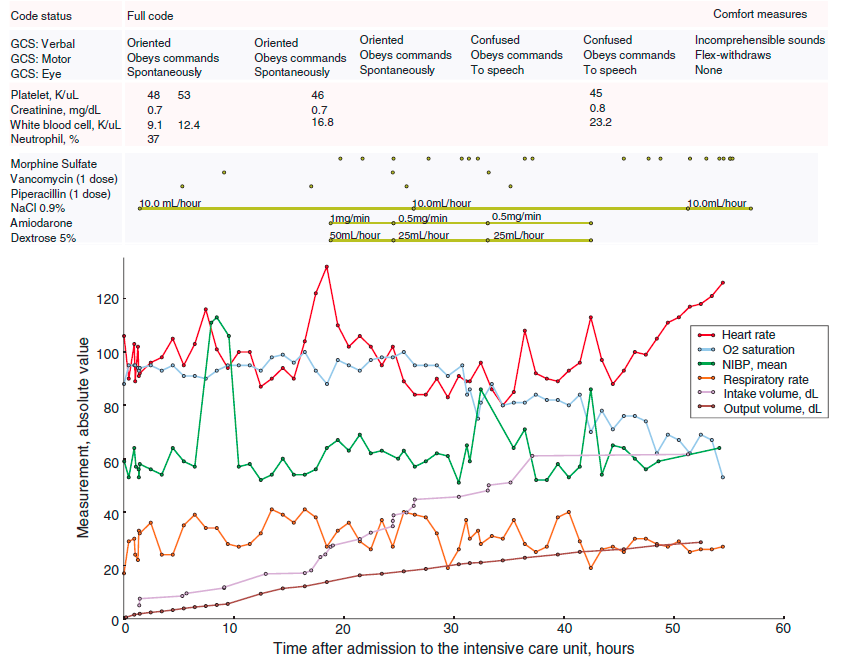 Code status Full code Comfort measures
GCS: Verbal Oriented Oriented Oriented Confused Confused Incomprehensible sounds
GCS: Motor Obeys commands Obeys commands Obeys commands Obeys commands Obeys commands Flex-withdraws
GCS: Eye Spontaneously Spontaneously Spontaneously To speech To speech None
Platelet, K/uL 48 53 46 45
Creatinine, mg/dL 0.7 0.7 0.8
White blood cell, K/uL 9.1 12.4 16.8 23.2
Neutrophil, % 37
Morphine Sulfate
Vancomycin (1 dose)
Piperacillin (1 dose)
NaCl 0.9% 10.0 mL/hour 10.0mL/hour 10.0mL/hour
Amiodarone 1mg/min 0.5mg/min 0.5mg/min
Dextrose 5% 50mL/hour 25mL/hour 25mL/hour
Measurement, absolute value
120
100
80
60
40
20
0
Heart rate
O2 saturation
NIBP, mean
Respiratory rate
Intake volume, dL
Output volume, dL
0 10 20 30 40 50 60
Time after admission to the intensive care unit, hours